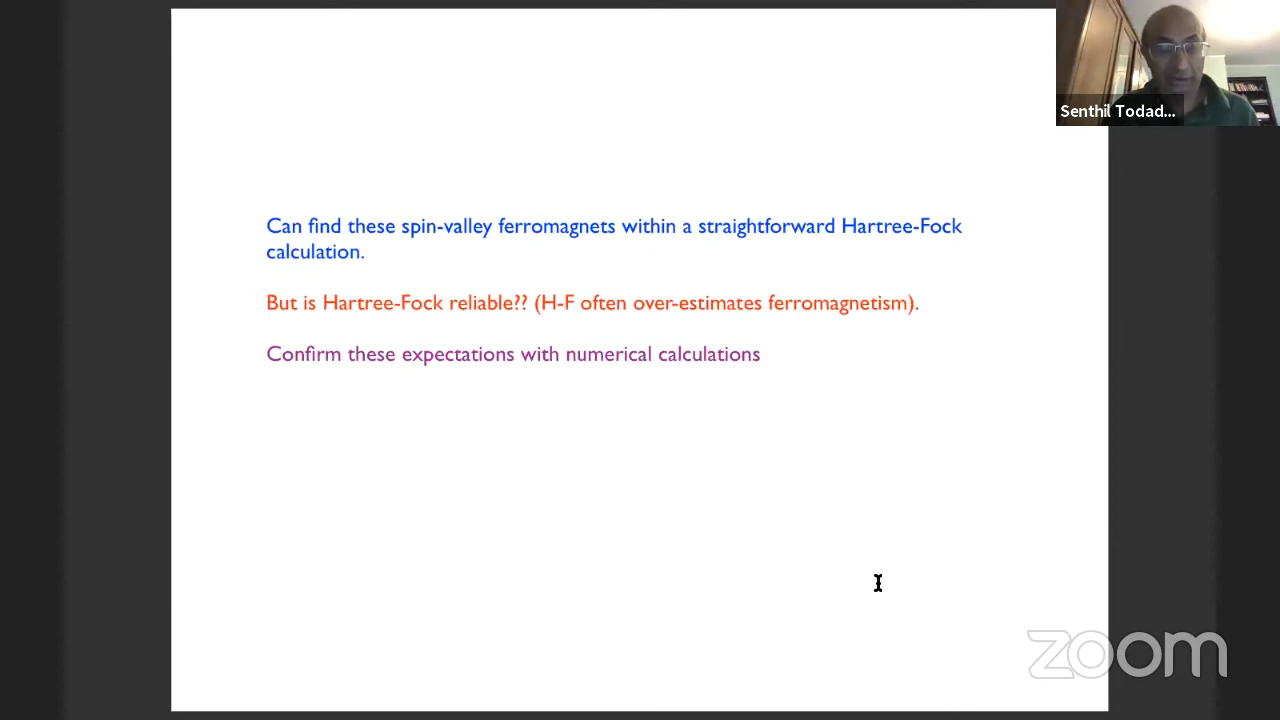 Senthil Todad...
Can find these spin-valley ferromagnets within a straightforward Hartree-Fock
calculation.
But is Hartree-Fock reliable?? (H-F often over-estimates ferromagnetism).
Confirm these expectations with numerical calculations
zoom